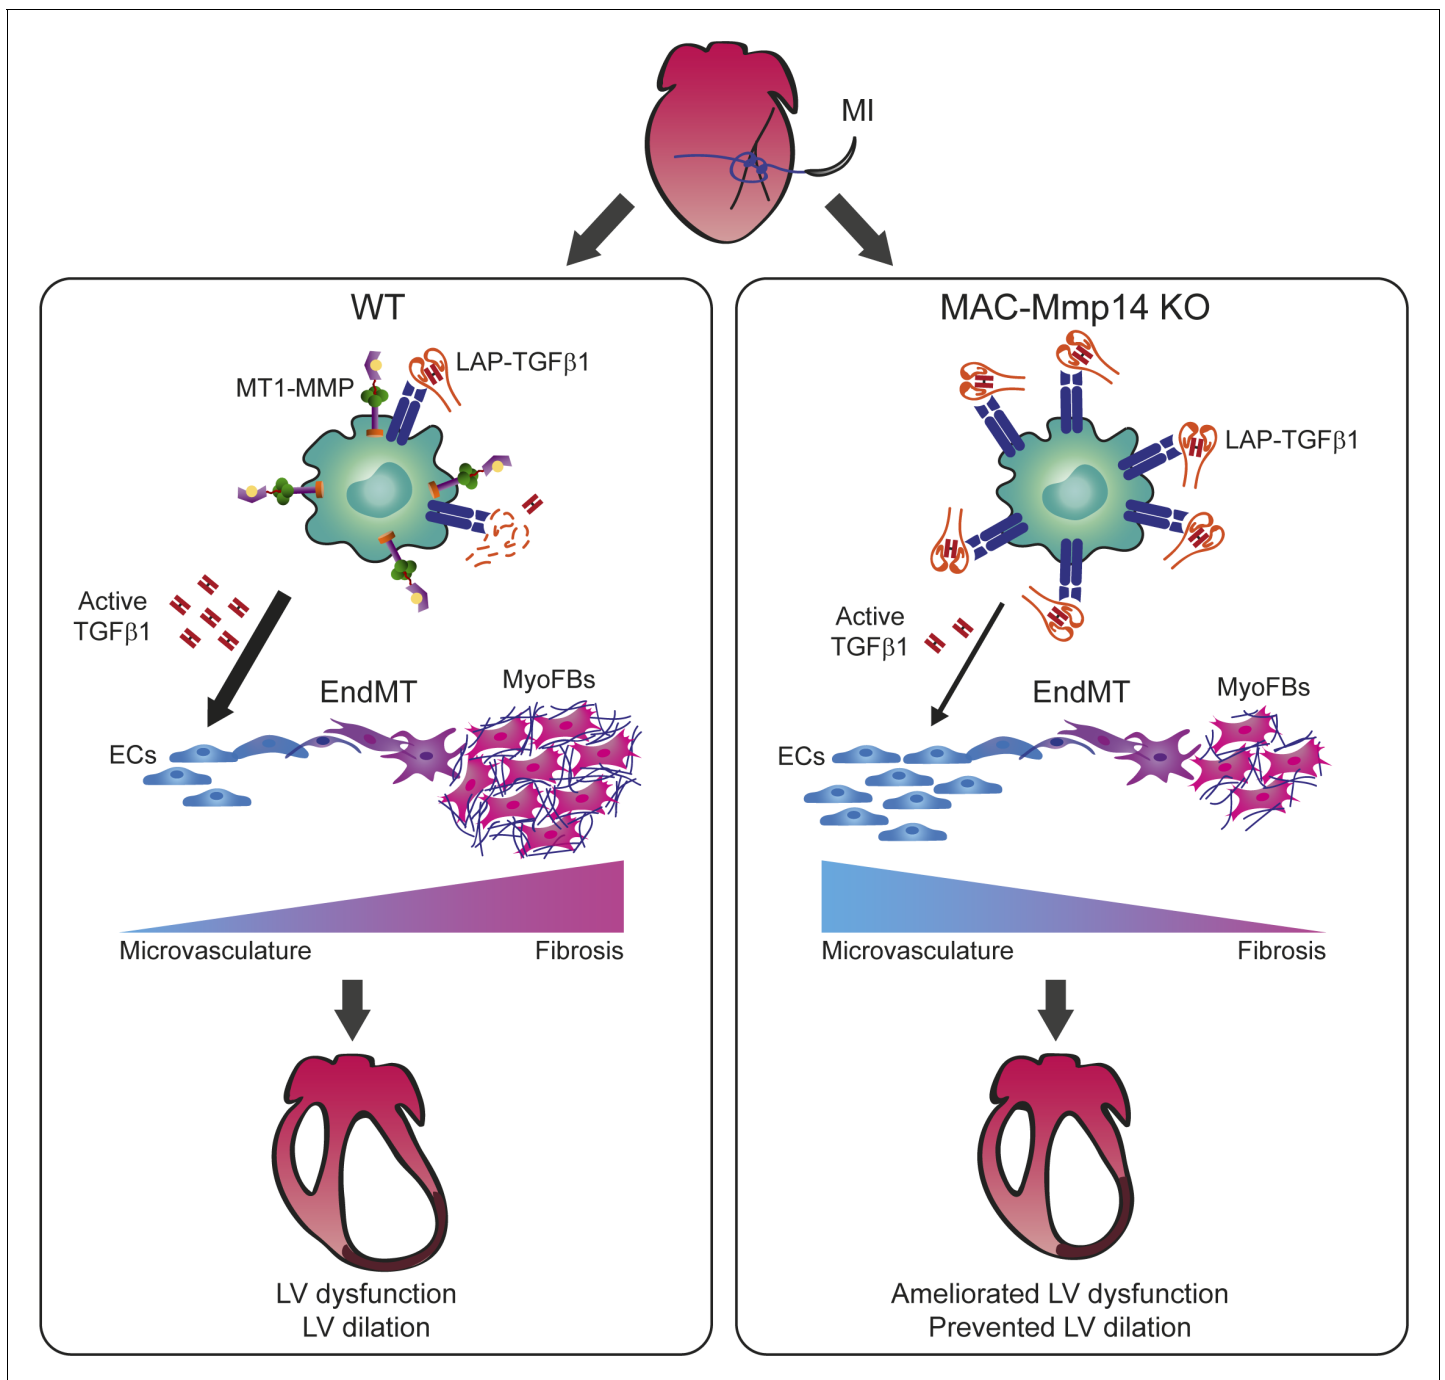 MI
WT
LAP-TGFβ1
MT1-MMP
Active
TGFβ1
EndMT
MyoFBs
ECs
Microvasculature
Fibrosis
LV dysfunction
LV dilation
MAC-Mmp14 KO
LAP-TGFβ1
Active
TGFβ1
EndMT
MyoFBs
ECs
Microvasculature
Fibrosis
Ameliorated LV dysfunction
Prevented LV dilation